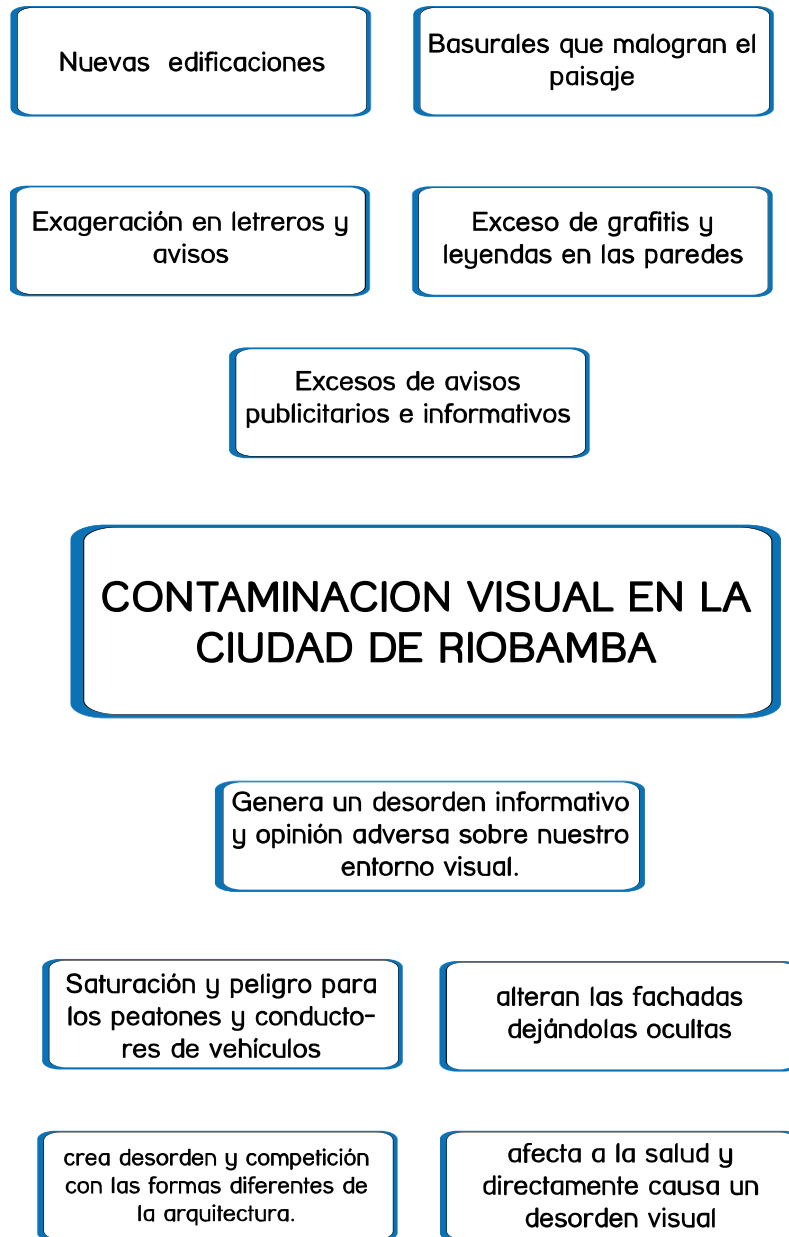 Nuevas edificaciones
Basurales que malogran el
paisaje
Exageración en letreros y
avisos
Exceso de grafitis y
leyendas en las paredes
Excesos de avisos
publicitarios e informativos
CONTAMINACION VISUAL EN LA
CIUDAD DE RIOBAMBA
Genera un desorden informativo
y opinión adversa sobre nuestro
entorno visual.
Saturación y peligro para
los peatones y conducto-
res de vehículos
alteran las fachadas
dejándolas ocultas
crea desorden y competición
con las formas diferentes de
la arquitectura.
afecta a la salud y
directamente causa un
desorden visual